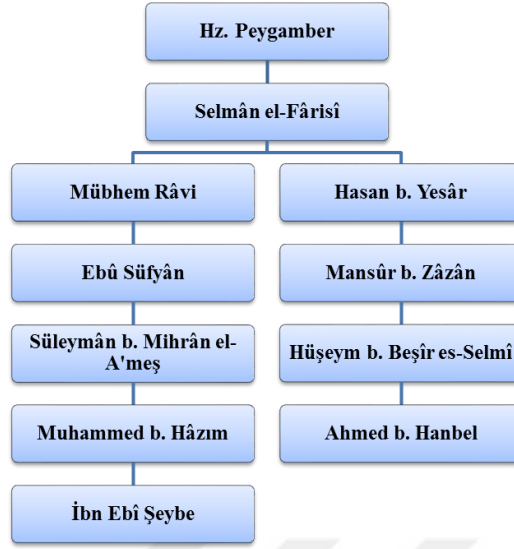 Hz. Peygamber
Selmân el-Fârisî
Mübhem Râvi
Hasan b. Yesâr
Ebû Süfyân
Mansûr b. Zâzân
Süleymân b. Mihrân el-
A'meş
Hüşeym b. Beşîr es-Selmî
Muhammed b. Hâzım
Ahmed b. Hanbel
İbn Ebî Şeybe